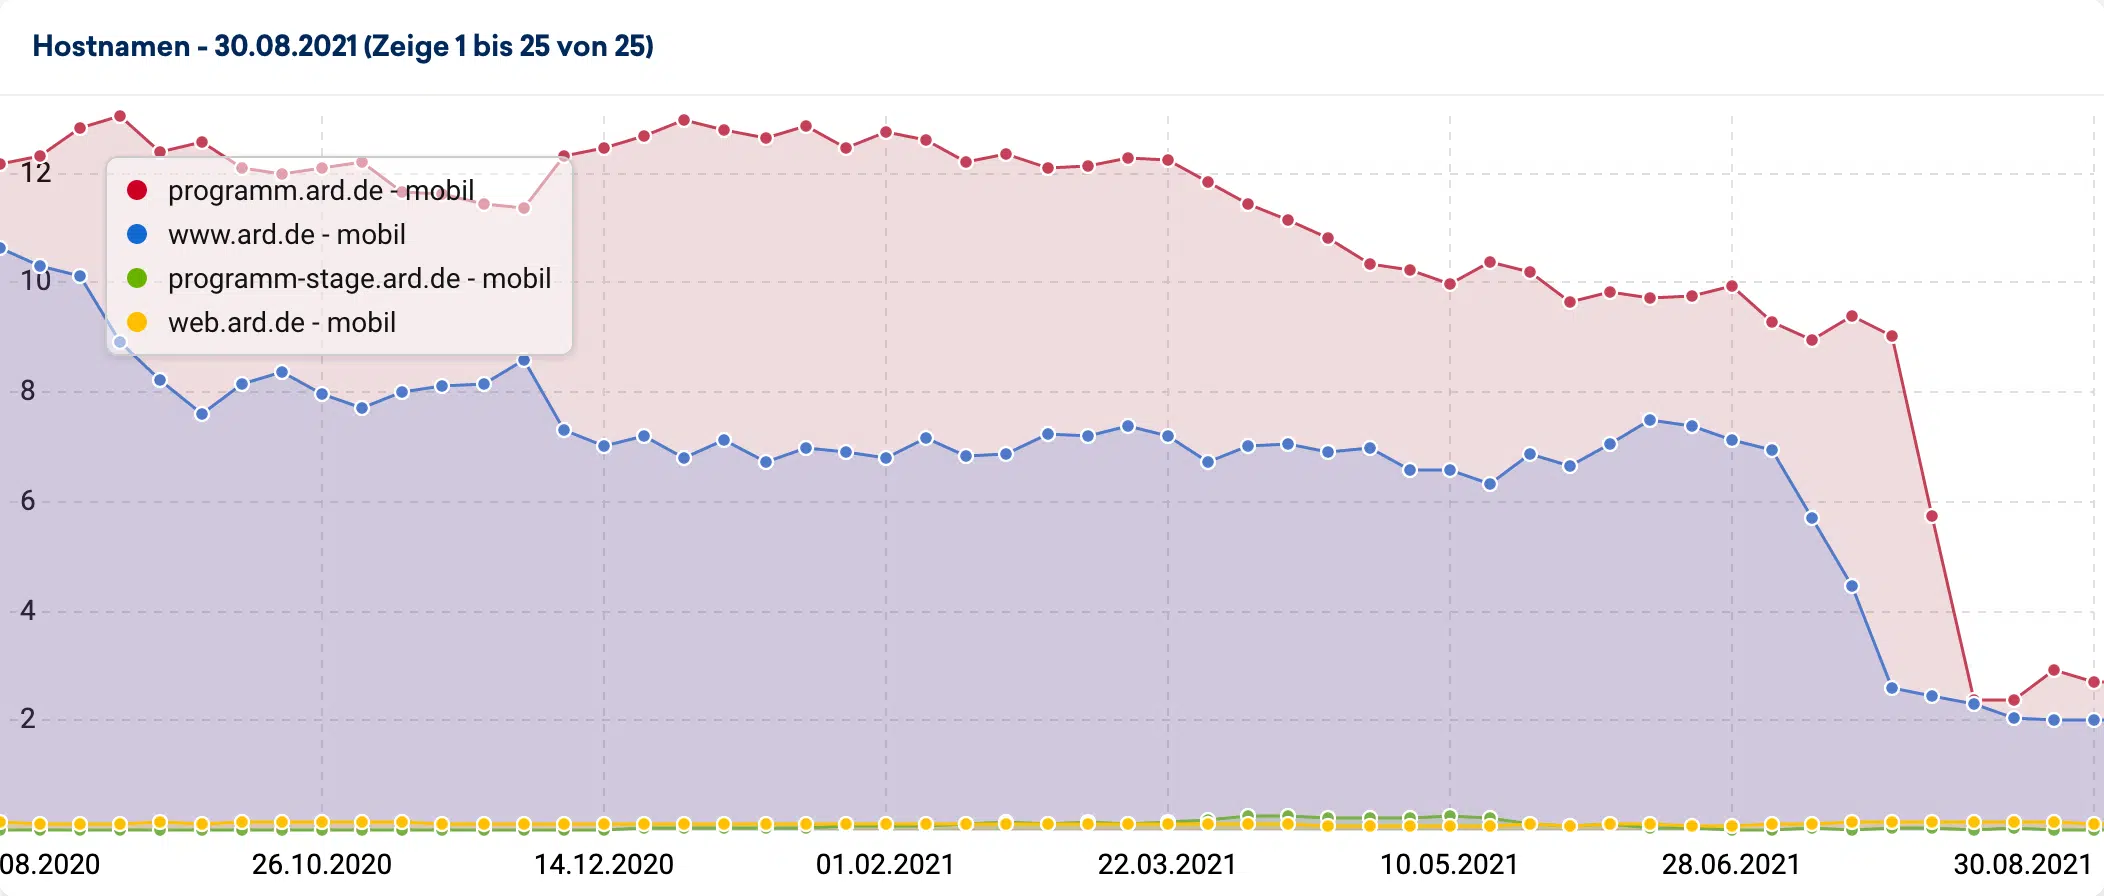 Hostnamen - 30.08.2021 (Zeige 1 bis 25 von 25)
12
10
8
6
4
2
programm.ard.de - mobil
www.ard.de - mobil
programm-stage.ard.de - mobil
web.ard.de - mobil
08.2020 26.10.2020 14.12.2020 01.02.2021 22.03.2021 10.05.2021 28.06.2021 30.08.2021